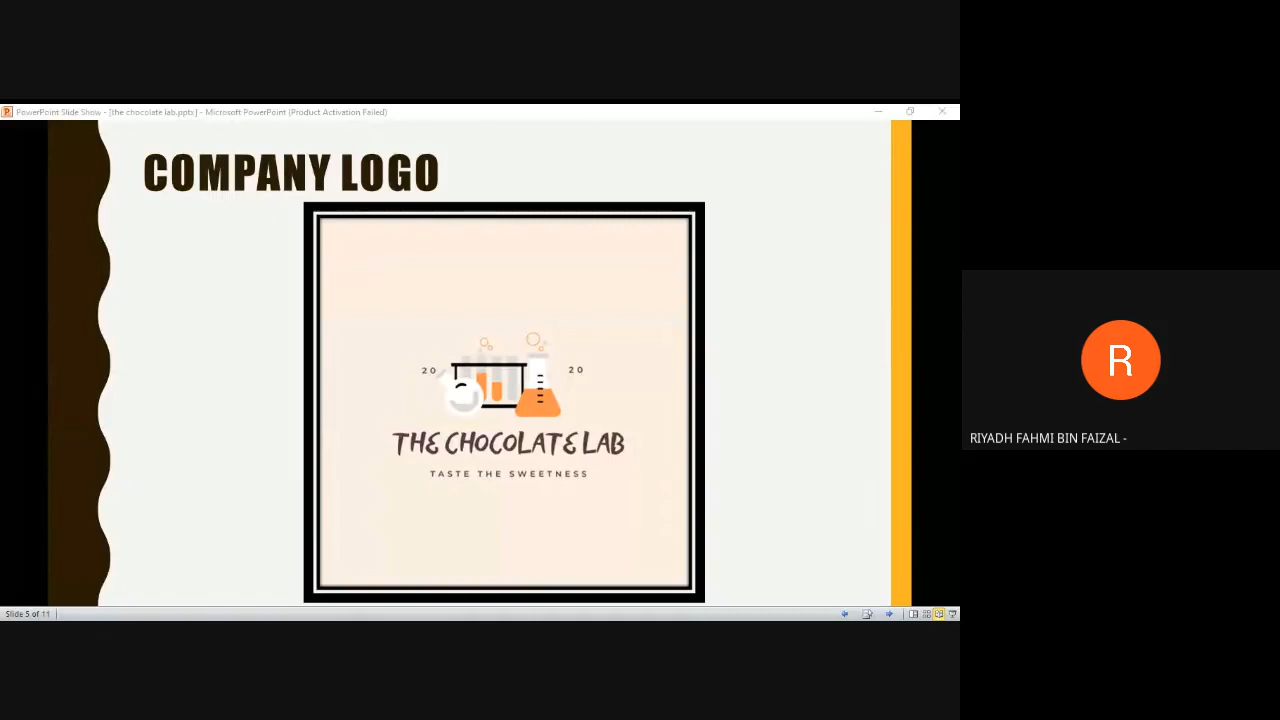 PowerPoint Slide Show - [the chocolate lab.pptx] - Microsoft PowerPoint (Product Activation Failed)
COMPANY LOGO
20 20
THE CHOCOLATE LAB
TASTE THE SWEETNESS
R
RIYADH FAHMI BIN FAIZAL -
Slide 5 of 11